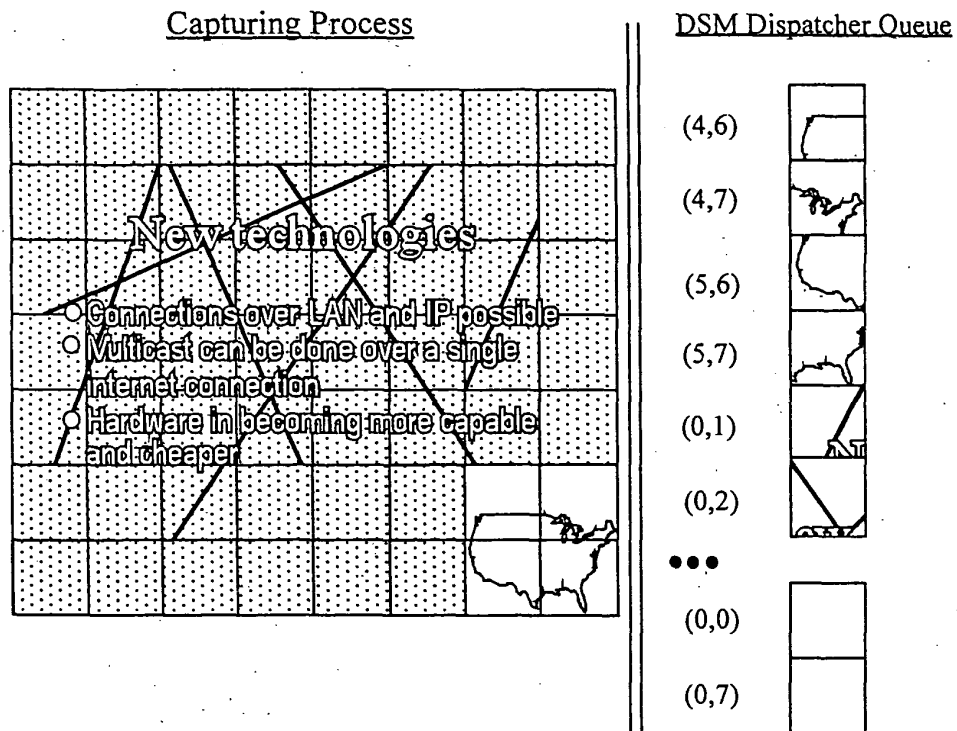 Capturing Process
DSM Dispatcher Queue
New technologies
Connections over LAN and IP possible
Multicast can be done over a single
internet connection
Hardware in becoming more capable
and cheaper
(4,6)
(4,7)
(5,6)
(5,7)
(0,1)
(0,2)
•••
(0,0)
(0,7)